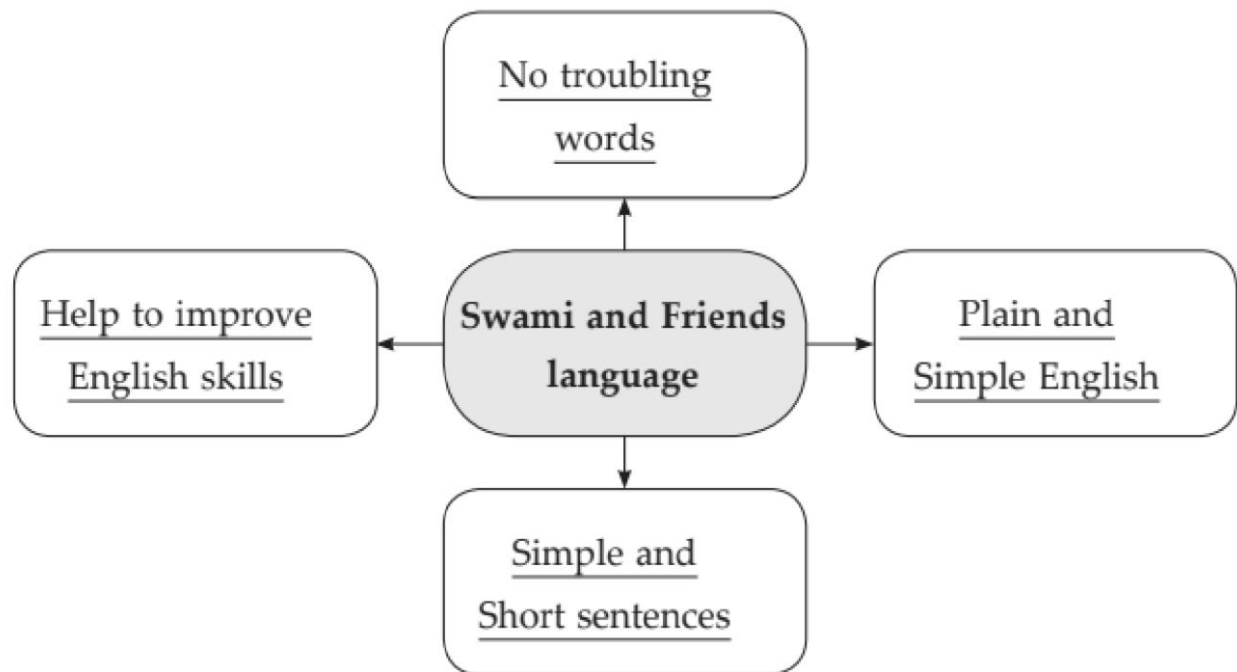 No troubling
words
Help to improve
English skills
Swami and Friends
language
Plain and
Simple English
Simple and
Short sentences